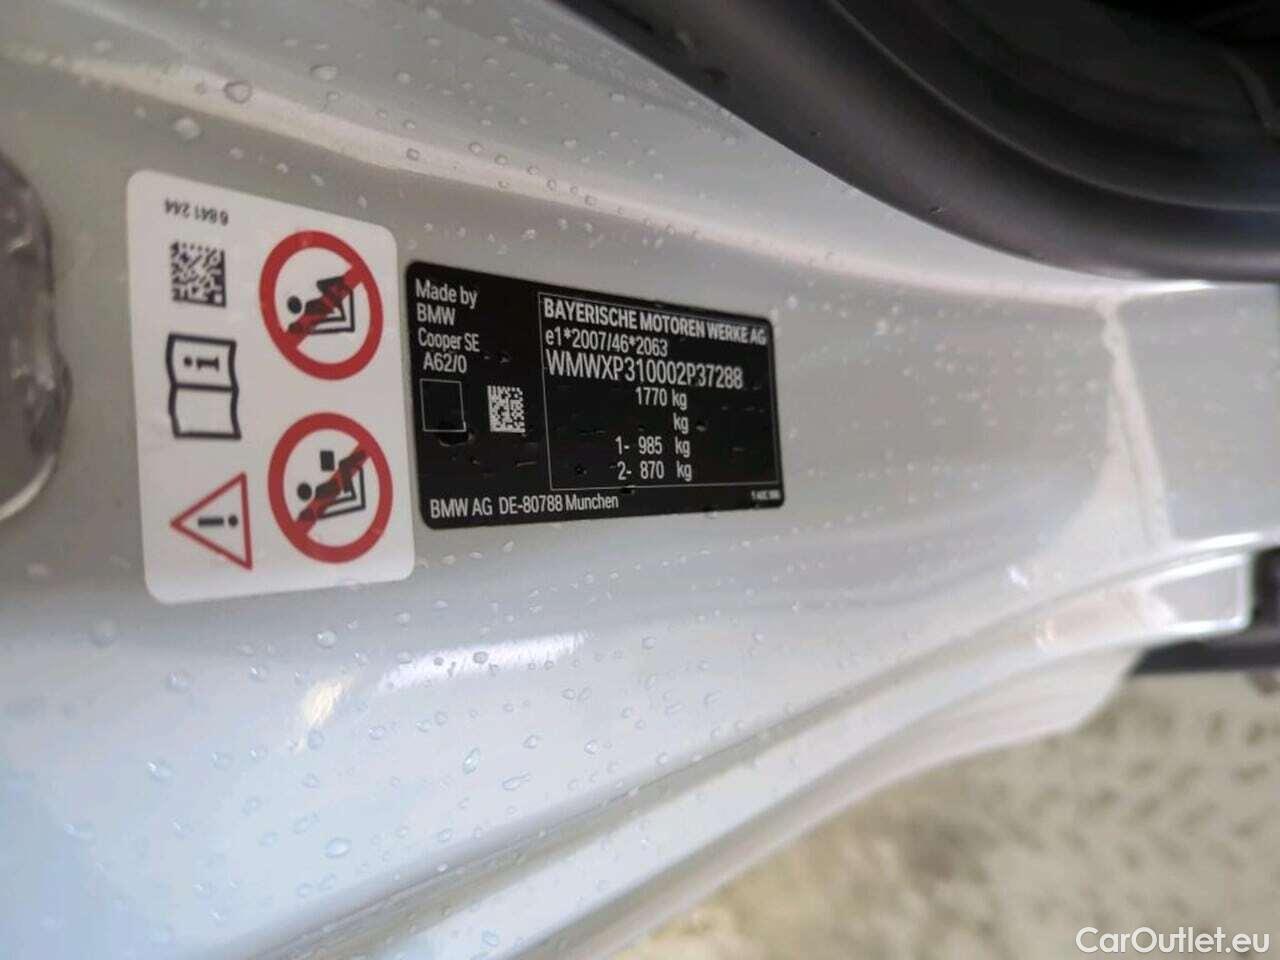 6 841 244
Made by
BMW
Cooper SE
A62/0
BAYERISCHE MOTOREN WERKE AG
e1*2007/46*2063
WMWXP310002P37288
1770 kg
kg
1- 985 kg
2- 870 kg
BMW AG DE-80788 Munchen
CarOutlet.eu